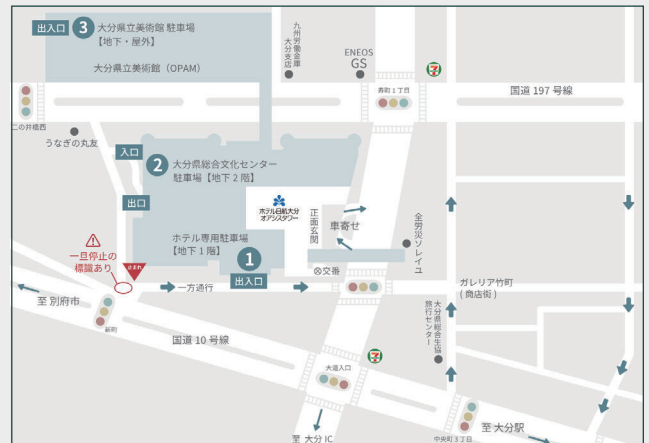 出入口
3
大分県立美術館 駐車場
【地下・屋外】
大分県立美術館（OPAM）
九州労働金庫
大分支店
ENEOS
GS
7
寿町1丁目
国道 197 号線
二の井橋西
うなぎの丸友
入口
2
大分県総合文化センター
駐車場【地下2階】
出口
ホテル日航大分
オアシスタワー
正面玄関
車寄せ
全労災ソレイユ
ホテル専用駐車場
【地下1階】
1
出入口
⊗交番
一旦停止の
標識あり
止まれ
一方通行
ガレリア竹町
(商店街)
至 別府市
新町
国道 10 号線
大分県総合生協
旅行センター
7
大道入口
至 大分 IC
中央町3丁目
至 大分駅